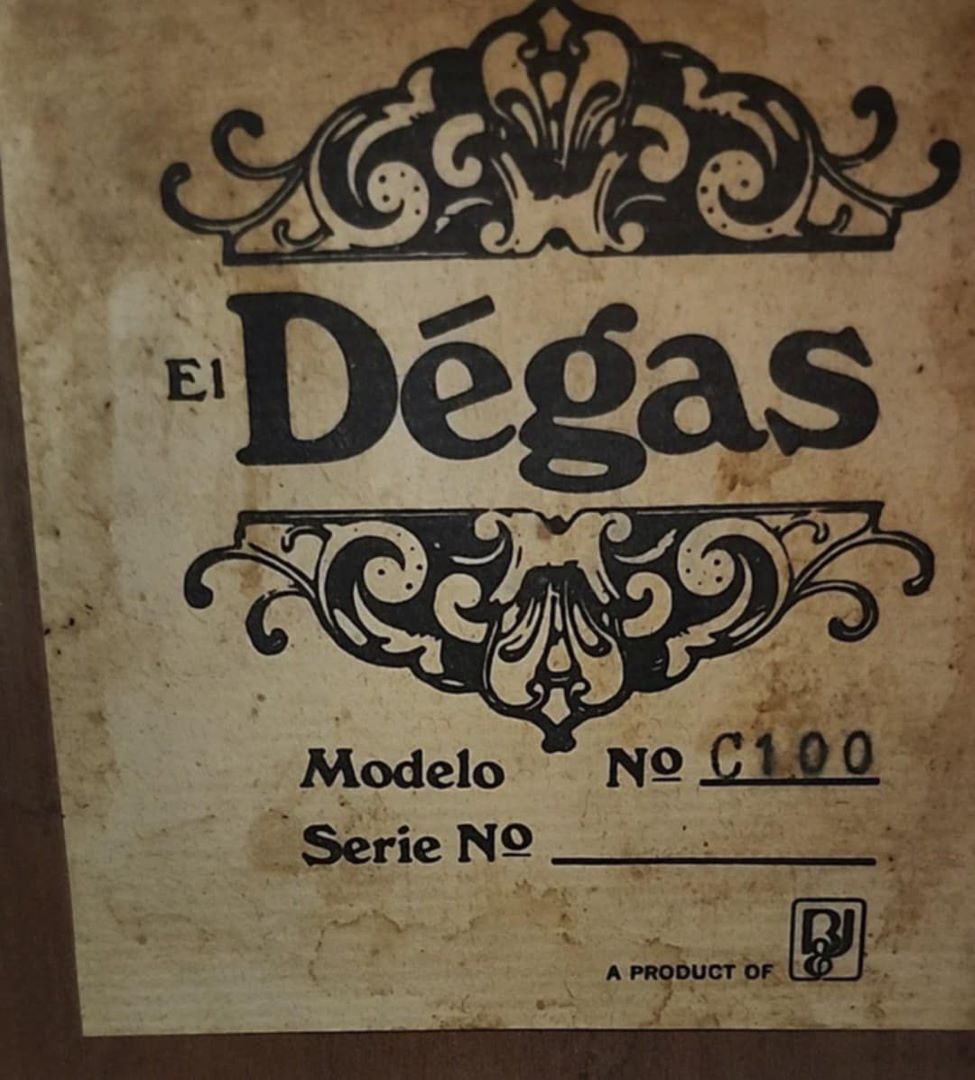 El Dégas
Modelo Nº C100
Serie Nº
A PRODUCT OF B&J